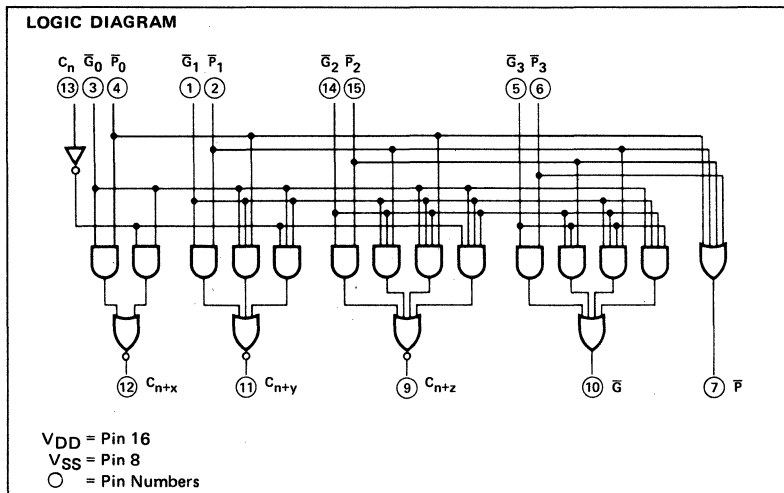 LOGIC DIAGRAM
Cₙ G̅₀ P̅₀ G̅₁ P̅₁ G̅₂ P̅₂ G̅₃ P̅₃
13 3 4 1 2 14 15 5 6
12 Cₙ₊ₓ 11 Cₙ₊ᵧ 9 Cₙ₊z 10 G̅ 7 P̅
VDD = Pin 16
VSS = Pin 8
○ = Pin Numbers